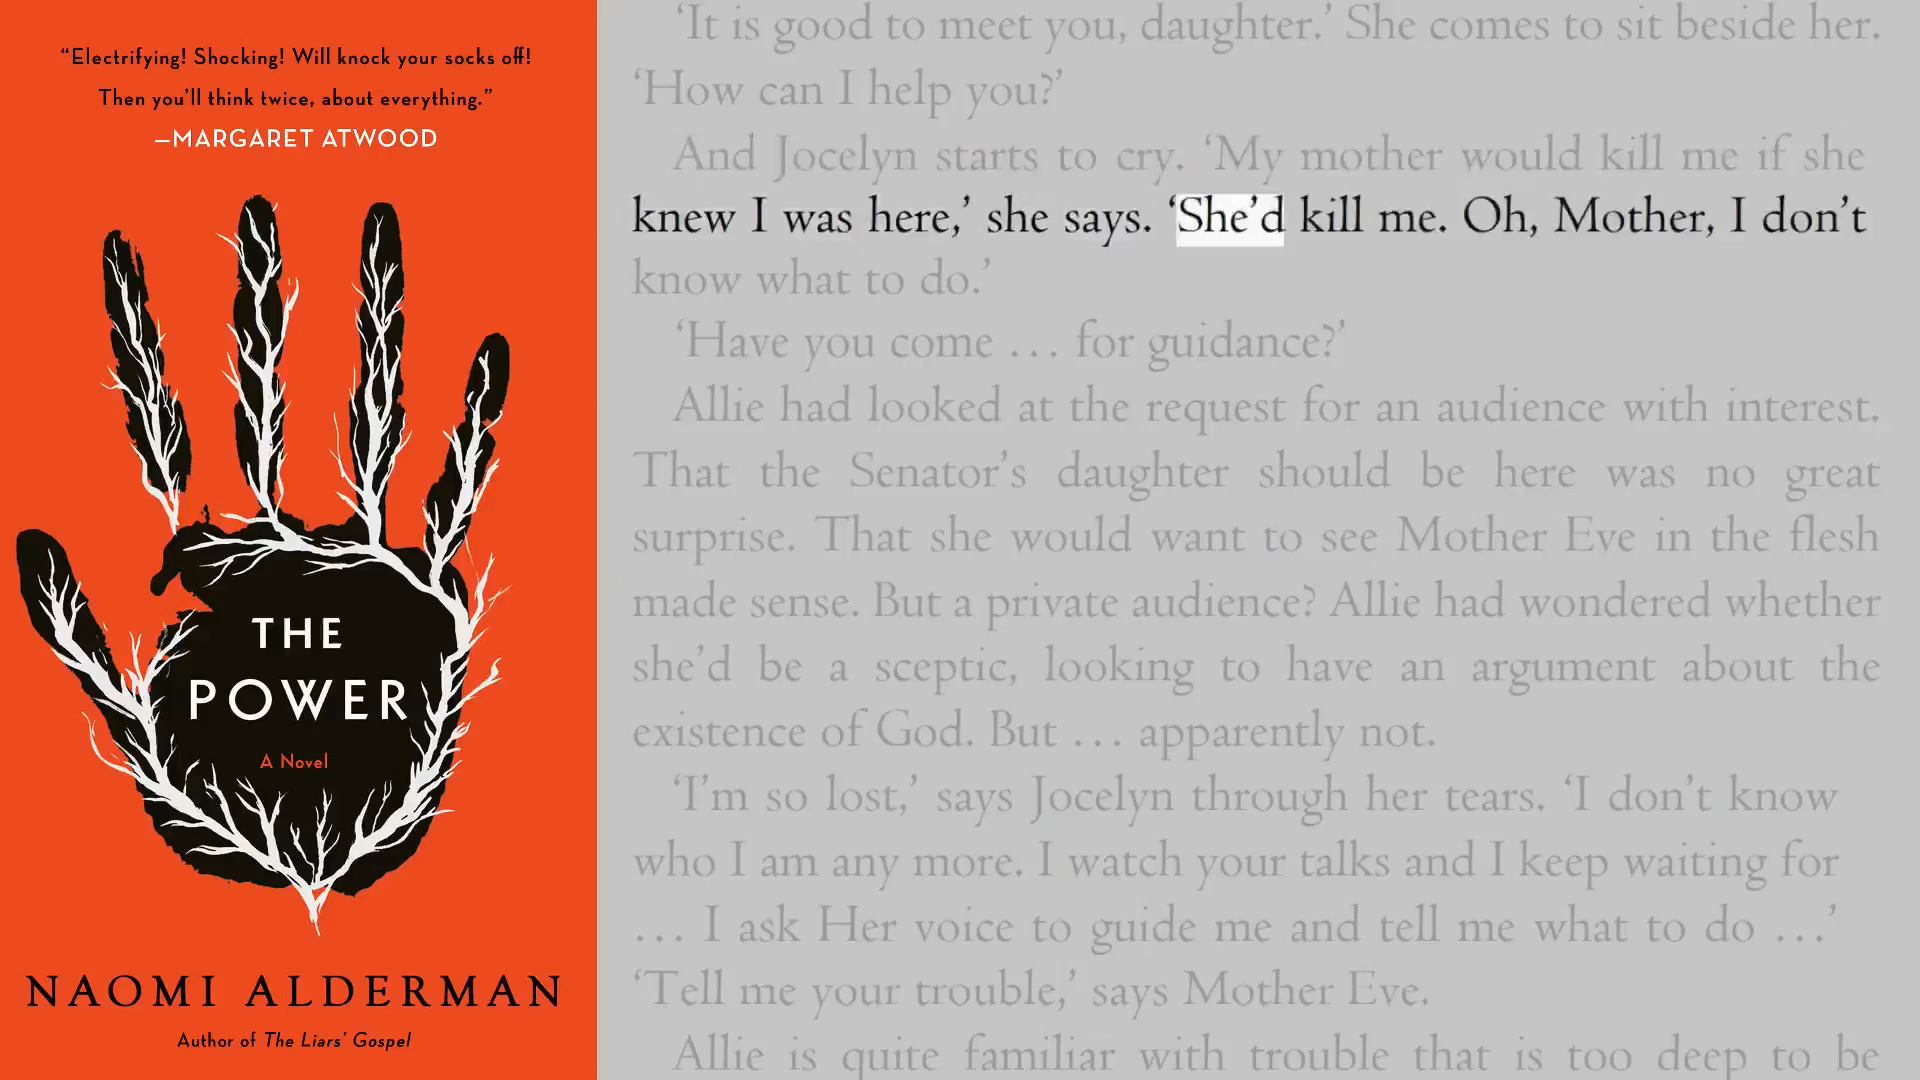 “Electrifying! Shocking! Will knock your socks off!
Then you’ll think twice, about everything.”
—MARGARET ATWOOD
THE
POWER
A Novel
NAOMI ALDERMAN
Author of The Liars’ Gospel
‘It is good to meet you, daughter.’ She comes to sit beside her.
‘How can I help you?’
And Jocelyn starts to cry. ‘My mother would kill me if she
knew I was here,’ she says. ‘She’d kill me. Oh, Mother, I don’t
know what to do.’
‘Have you come … for guidance?’
Allie had looked at the request for an audience with interest.
That the Senator’s daughter should be here was no great
surprise. That she would want to see Mother Eve in the flesh
made sense. But a private audience? Allie had wondered whether
she’d be a sceptic, looking to have an argument about the
existence of God. But … apparently not.
‘I’m so lost,’ says Jocelyn through her tears. ‘I don’t know
who I am any more. I watch your talks and I keep waiting for
… I ask Her voice to guide me and tell me what to do …’
‘Tell me your trouble,’ says Mother Eve.
Allie is quite familiar with trouble that is too deep to be